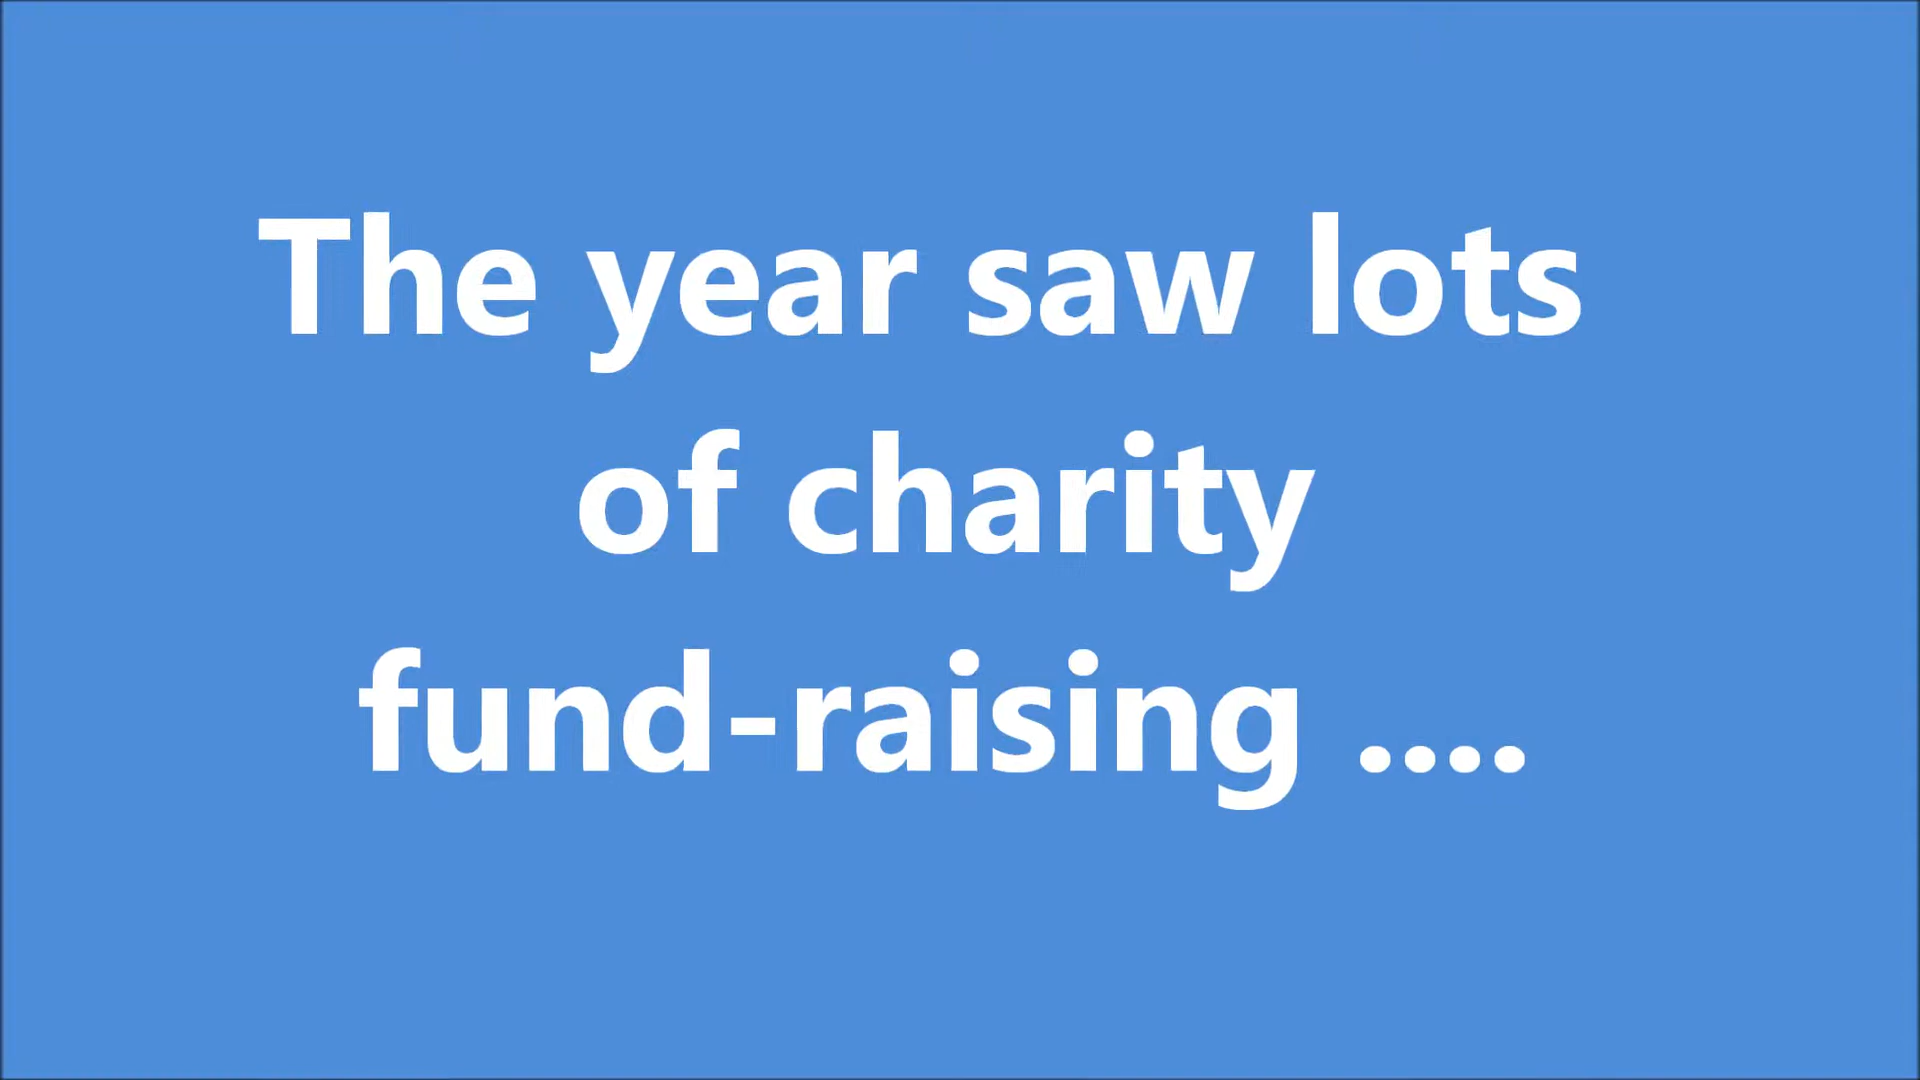 The year saw lots
of charity
fund-raising ....